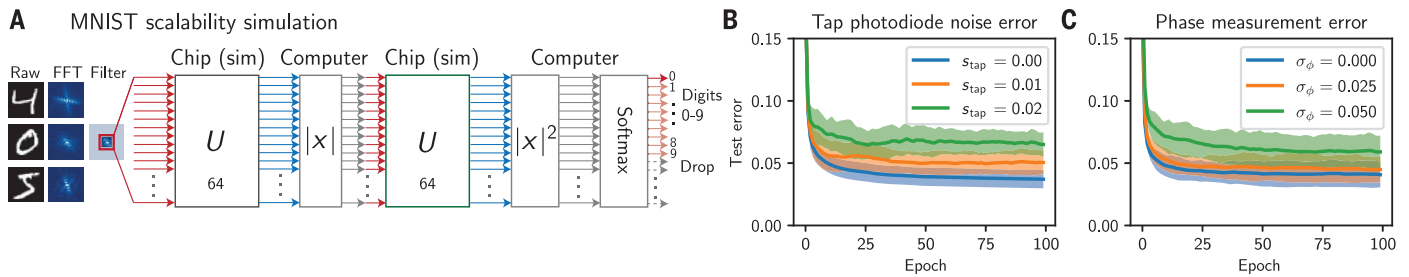 A MNIST scalability simulation
Raw FFT Filter
Chip (sim) Computer Chip (sim) Computer
4
0
5
U
64
|x|
U
64
|x|²
Softmax
0
1
Digits
0–9
8
9
Drop
B Tap photodiode noise error
Test error
0.15
0.10
0.05
0.00
s_tap = 0.00
s_tap = 0.01
s_tap = 0.02
0 25 50 75 100
Epoch
C Phase measurement error
0.15
0.10
0.05
0.00
σ_ϕ = 0.000
σ_ϕ = 0.025
σ_ϕ = 0.050
0 25 50 75 100
Epoch